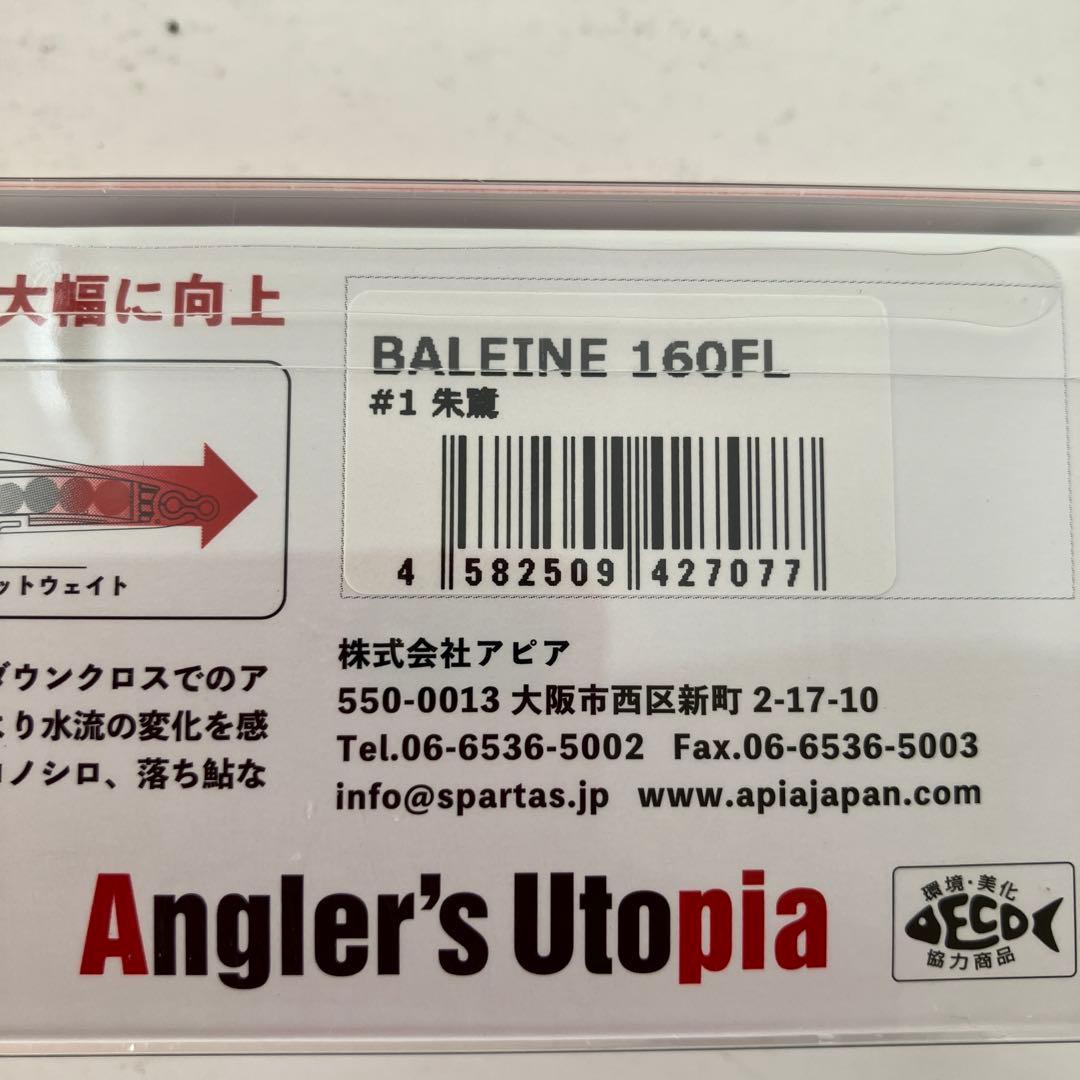 大幅に向上
BALEINE 160FL
#1 朱鷺
4 582509 427077
ットウェイト
ダウンクロスでのア
より水流の変化を感
コノシロ、落ち鮎な
株式会社アピア
550-0013 大阪市西区新町 2-17-10
Tel.06-6536-5002 Fax.06-6536-5003
info@spartas.jp www.apiajapan.com
Angler's Utopia
環境・美化
ECO
協力商品